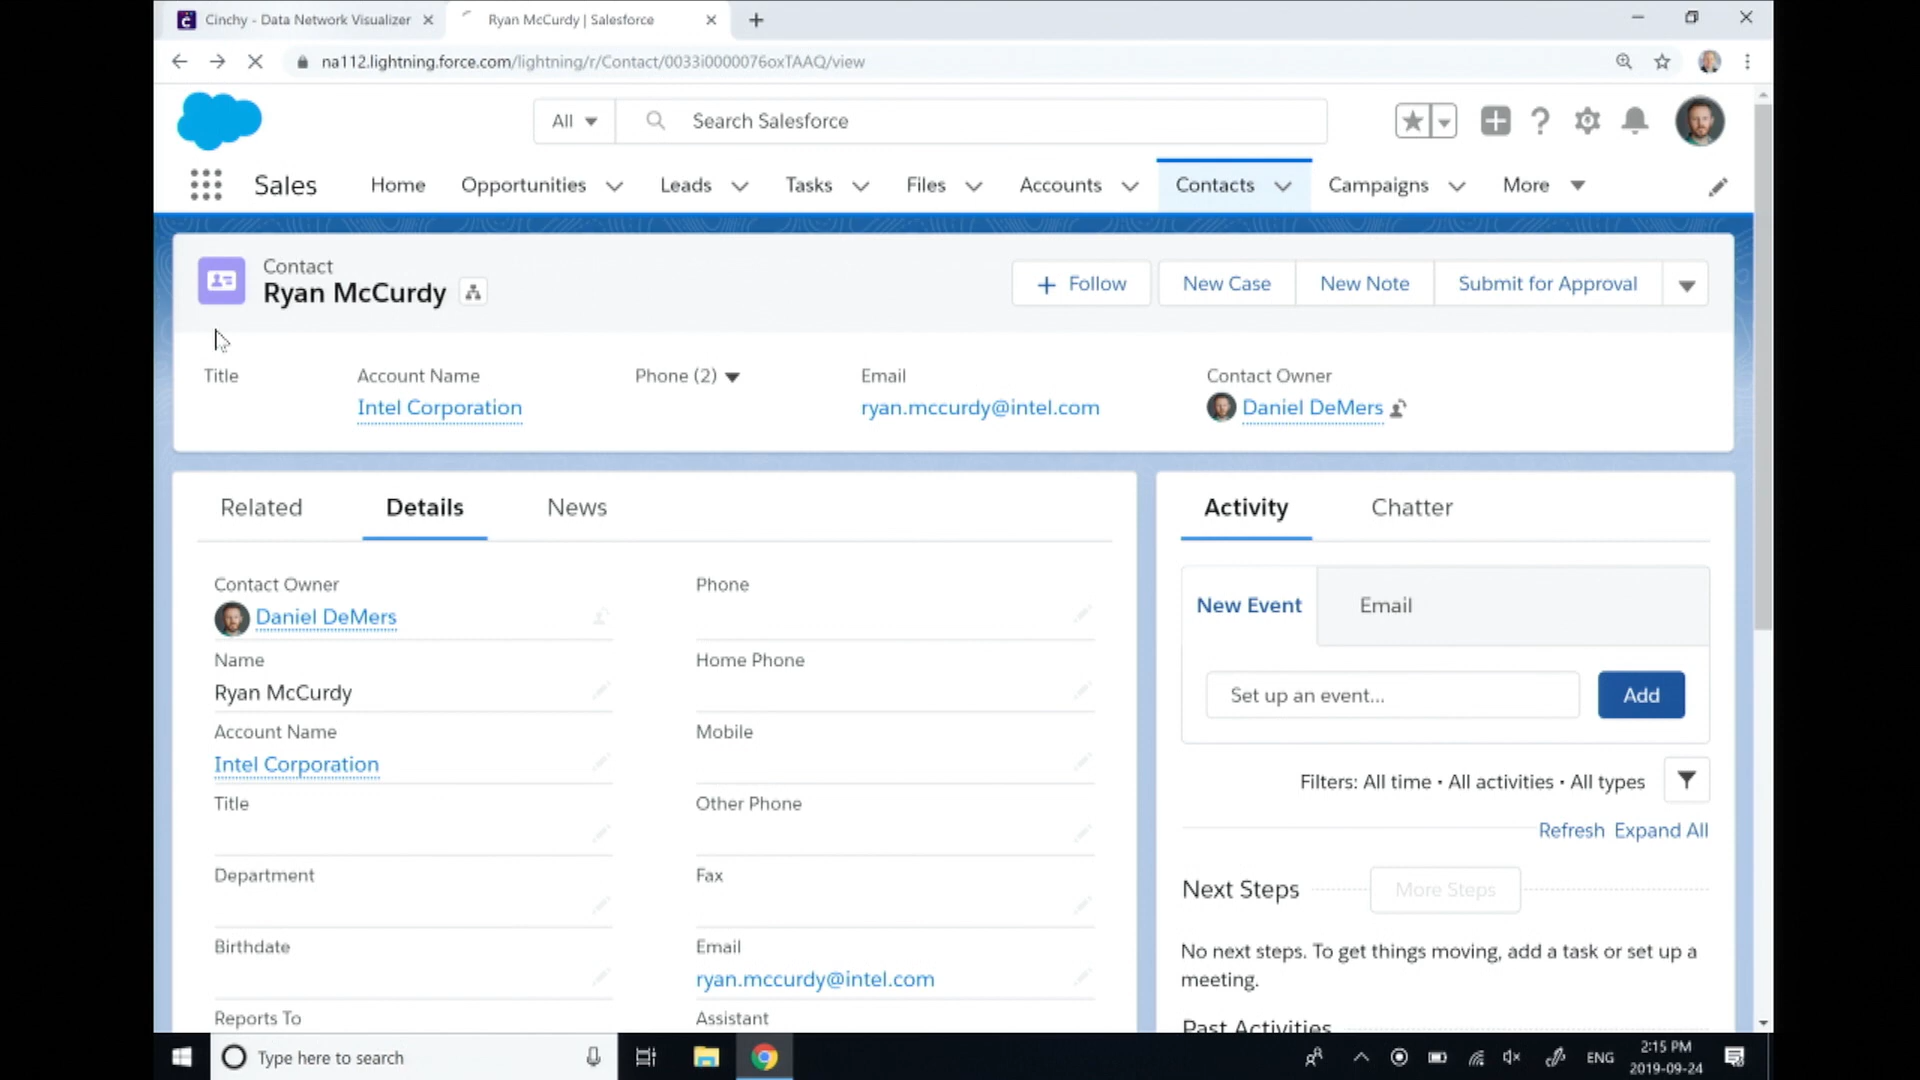 Cinchy - Data Network Visualizer
Ryan McCurdy | Salesforce
na112.lightning.force.com/lightning/r/Contact/0033i0000076oxTAAQ/view
All
Search Salesforce
Sales
Home
Opportunities
Leads
Tasks
Files
Accounts
Contacts
Campaigns
More
Contact
Ryan McCurdy
Follow
New Case
New Note
Submit for Approval
Title
Account Name
Phone (2)
Email
Contact Owner
Intel Corporation
ryan.mccurdy@intel.com
Daniel DeMers
Related
Details
News
Contact Owner
Daniel DeMers
Name
Ryan McCurdy
Account Name
Intel Corporation
Title
Department
Birthdate
Reports To
Phone
Home Phone
Mobile
Other Phone
Fax
Email
ryan.mccurdy@intel.com
Assistant
Activity
Chatter
New Event
Email
Set up an event...
Add
Filters: All time • All activities • All types
Refresh
Expand All
Next Steps
More Steps
No next steps. To get things moving, add a task or set up a
meeting.
Past Activities
Type here to search
ENG
2:15 PM
2019-09-24